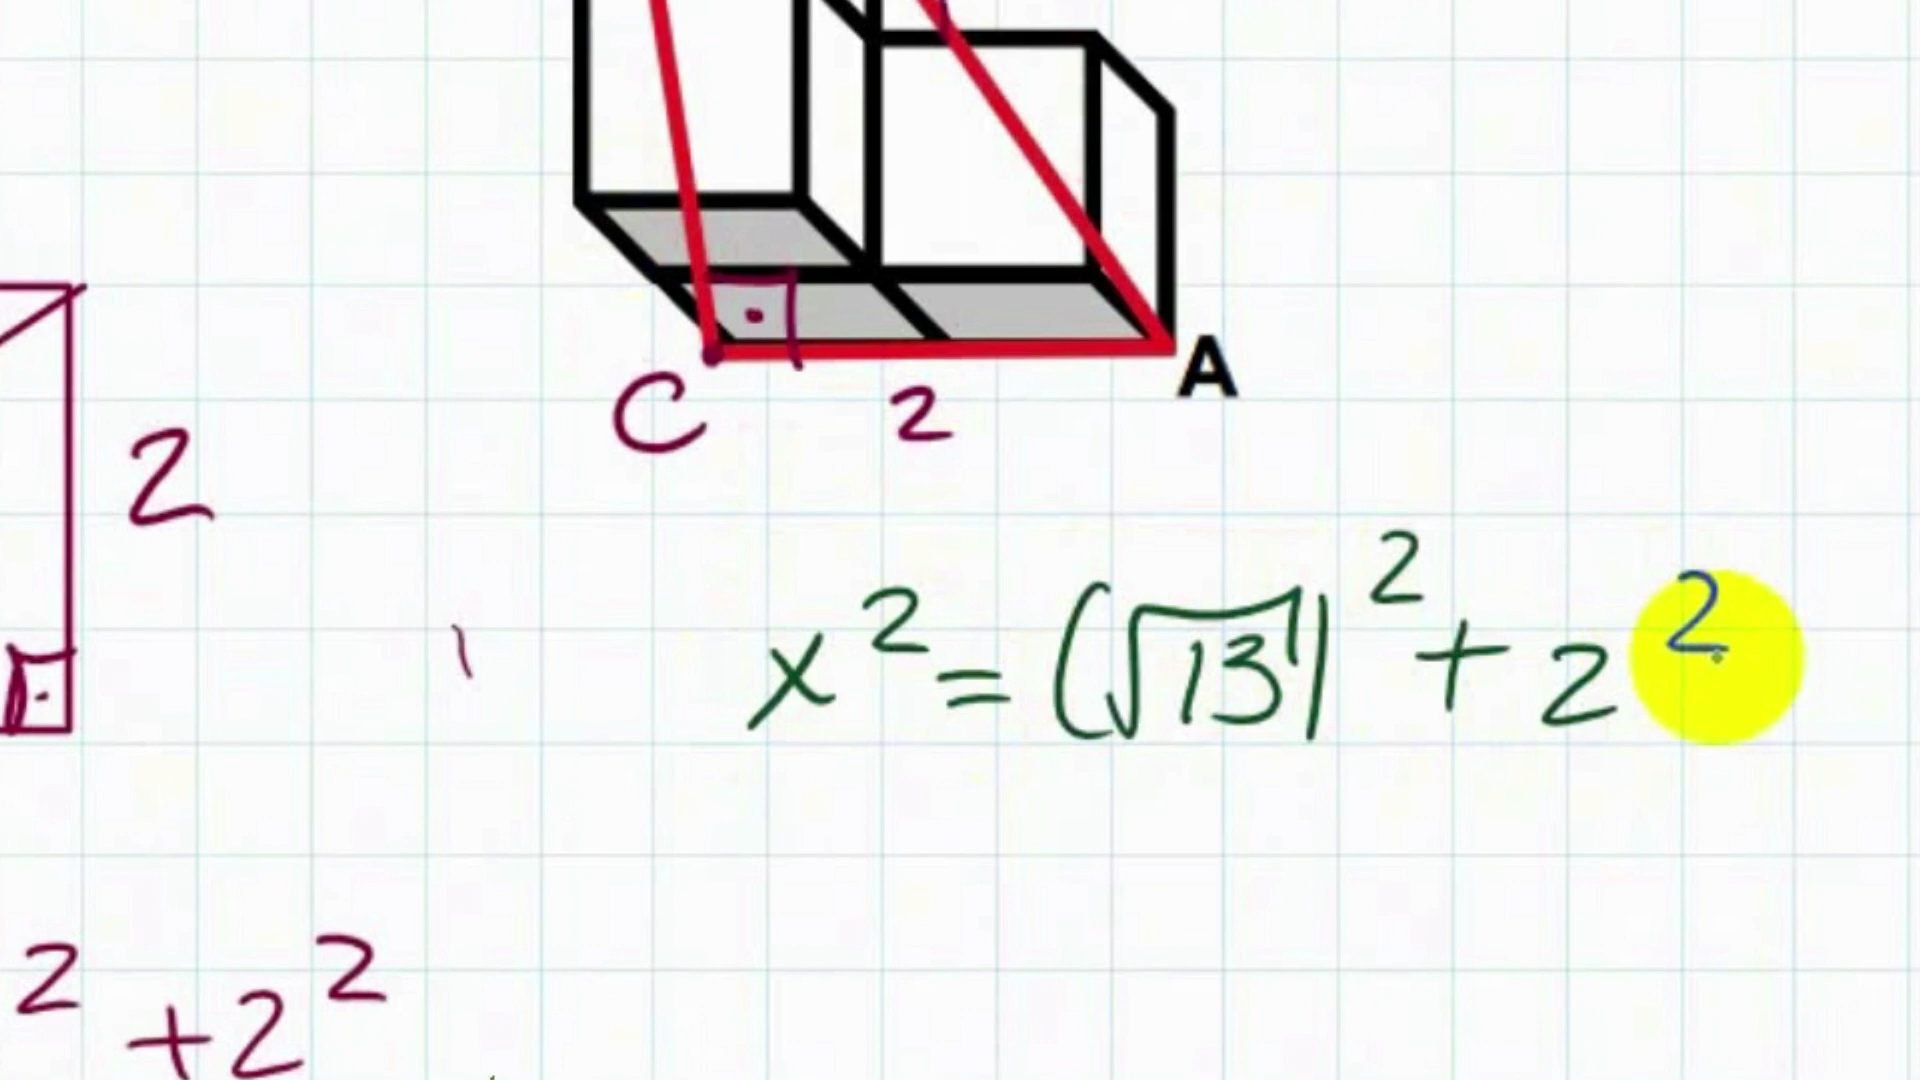 A
C 2
2
x² = (√13)² + 2²
² + 2²